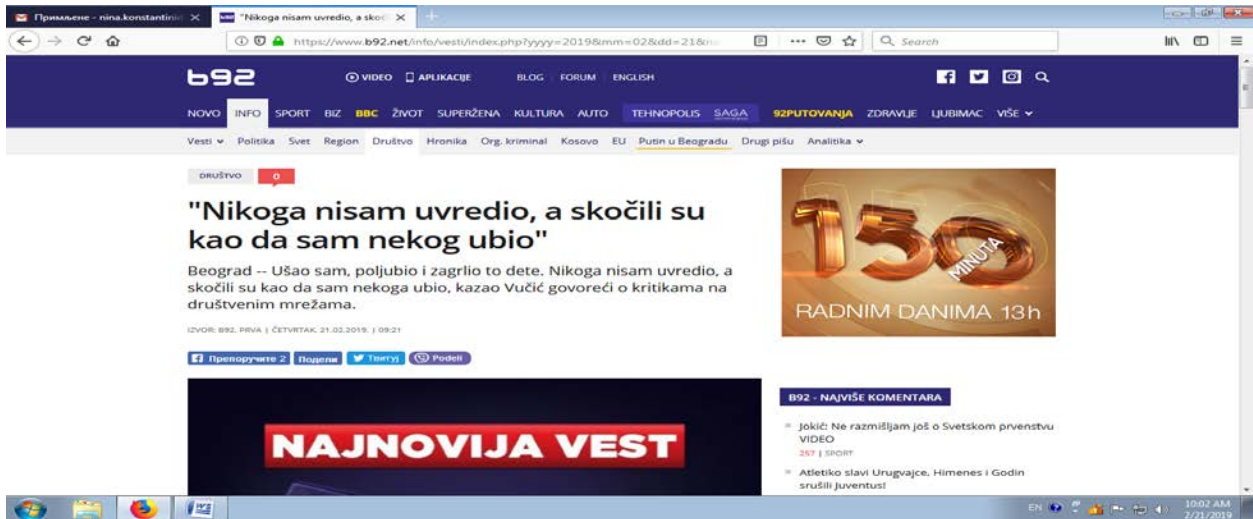 Примљене - nina.konstantini
"Nikoga nisam uvredio, a skoči
https://www.b92.net/info/vesti/index.php?yyyy=2019&mm=02&dd=21&n
Search
b92
VIDEO APLIKACIJE BLOG FORUM ENGLISH
NOVO INFO SPORT BIZ BBC ŽIVOT SUPERŽENA KULTURA AUTO TEHNOPOLIS SAGA 92PUTOVANJA ZDRAVLJE LJUBIMAC VIŠE
Vesti Politika Svet Region Društvo Hronika Org. kriminal Kosovo EU Putin u Beogradu Drugi pišu Analitika
DRUŠTVO 0
"Nikoga nisam uvredio, a skočili su
kao da sam nekog ubio"
Beograd -- Ušao sam, poljubio i zagrlio to dete. Nikoga nisam uvredio, a
skočili su kao da sam nekoga ubio, kazao Vučić govoreći o kritikama na
društvenim mrežama.
IZVOR: B92, PRVA | ČETVRTAK, 21.02.2019. | 09:21
Препоручите 2 Подели Твитуј Podeli
NAJNOVIJA VEST
150
MINUTA
RADNIM DANIMA 13h
B92 - NAJVIŠE KOMENTARA
Jokić: Ne razmišljam još o Svetskom prvenstvu
VIDEO
257 | SPORT
Atletiko slavi Urugvajce, Himenes i Godin
srušili Juventus!
EN
10:02 AM
2/21/2019